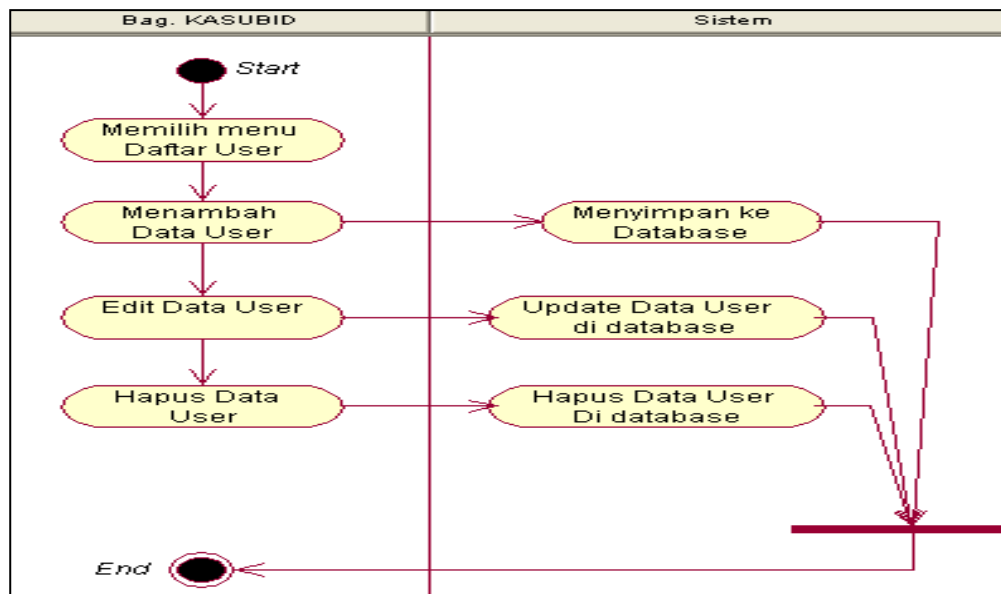 Bag. KASUBID
Sistem
Start
Memilih menu
Daftar User
Menambah
Data User
Menyimpan ke
Database
Edit Data User
Update Data User
di database
Hapus Data
User
Hapus Data User
Di database
End